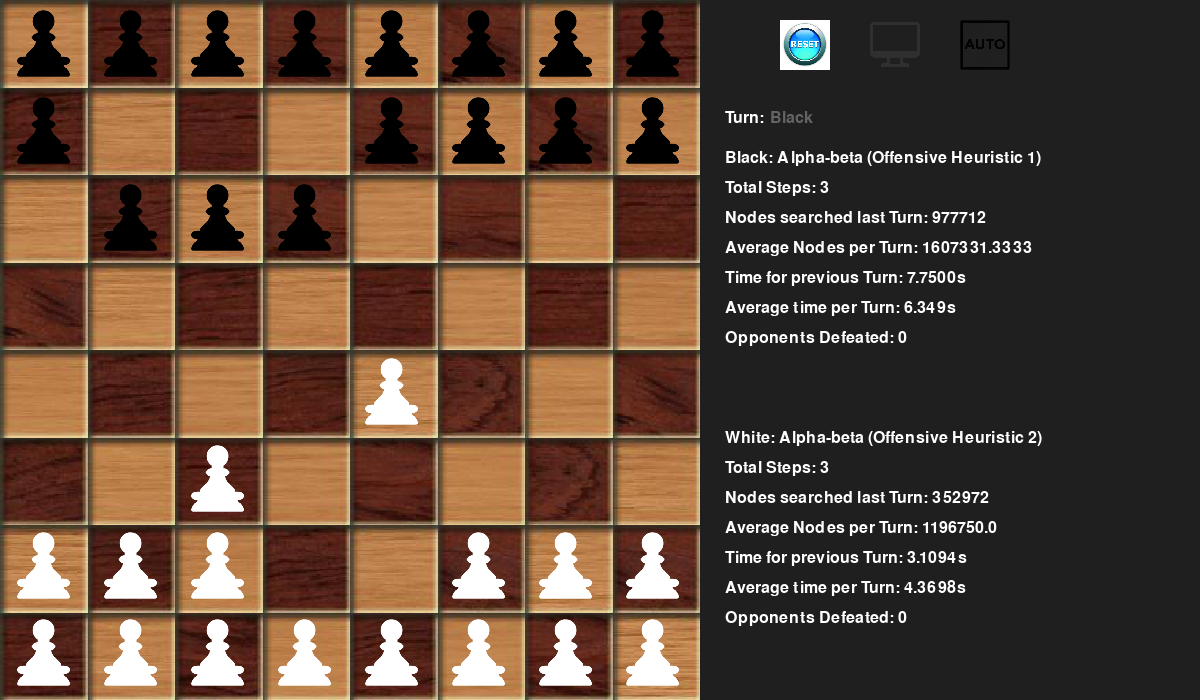 RESET
AUTO
Turn: Black
Black: Alpha-beta (Offensive Heuristic 1)
Total Steps: 3
Nodes searched last Turn: 977712
Average Nodes per Turn: 1607331.3333
Time for previous Turn: 7.7500s
Average time per Turn: 6.349s
Opponents Defeated: 0
White: Alpha-beta (Offensive Heuristic 2)
Total Steps: 3
Nodes searched last Turn: 352972
Average Nodes per Turn: 1196750.0
Time for previous Turn: 3.1094s
Average time per Turn: 4.3698s
Opponents Defeated: 0